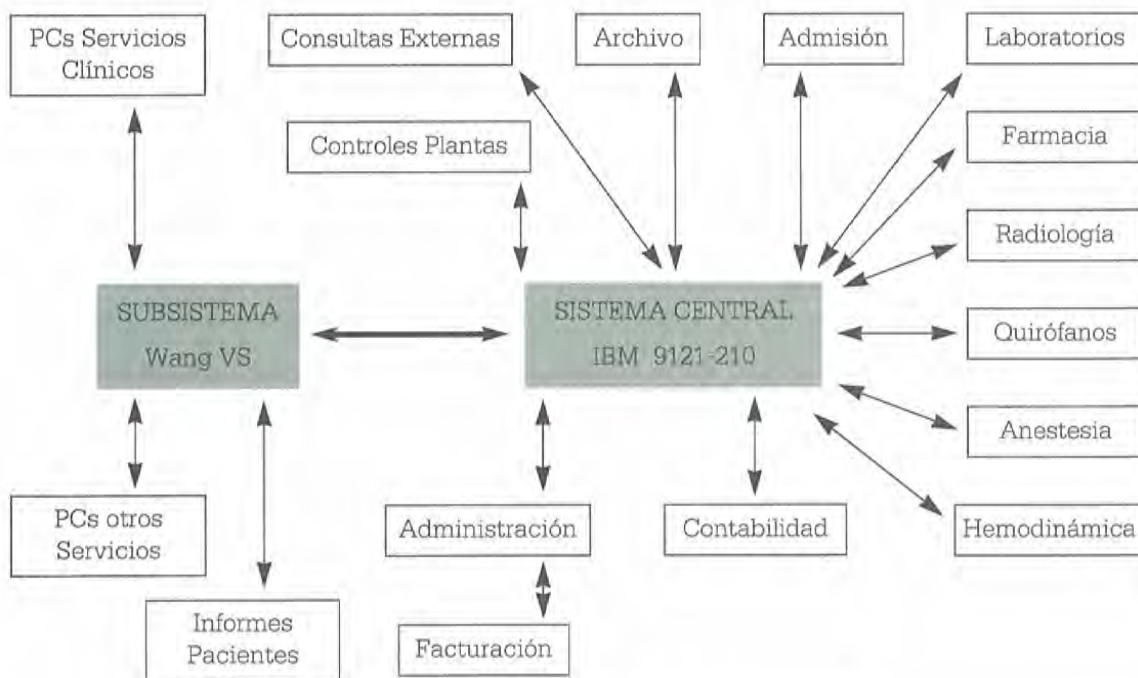 PCs Servicios
Clínicos
Consultas Externas
Archivo
Admisión
Laboratorios
Controles Plantas
Farmacia
Radiología
SUBSISTEMA
Wang VS
SISTEMA CENTRAL
IBM 9121-210
Quirófanos
Anestesia
PCs otros
Servicios
Administración
Contabilidad
Hemodinámica
Informes
Pacientes
Facturación